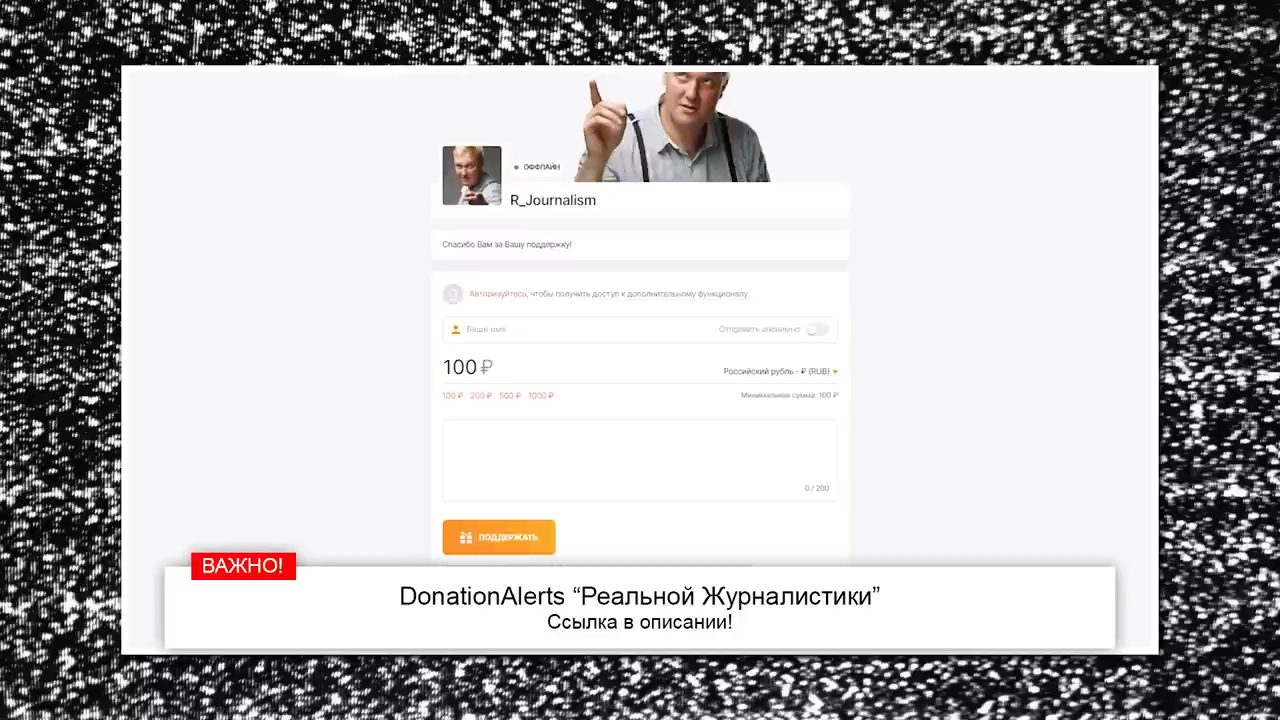 ОФФЛАЙН
R_Journalism
Спасибо Вам за Вашу поддержку!
Авторизуйтесь, чтобы получить доступ к дополнительному функционалу
Ваше имя
Отправить анонимно
100 ₽
Российский рубль - ₽ (RUB)
100 ₽ 200 ₽ 500 ₽ 1000 ₽
Минимальная сумма: 100 ₽
0 / 200
ПОДДЕРЖАТЬ
ВАЖНО!
DonationAlerts “Реальной Журналистики”
Ссылка в описании!